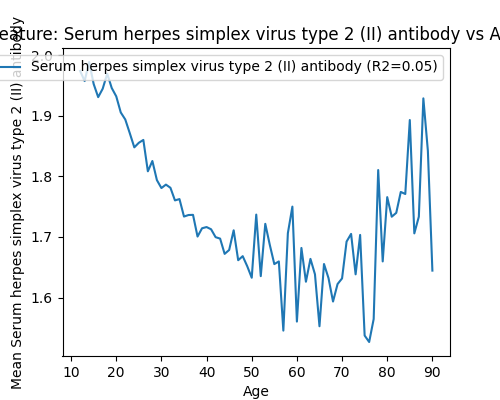 eature: Serum herpes simplex virus type 2 (II) antibody vs A
Serum herpes simplex virus type 2 (II) antibody (R2=0.05)
Mean Serum herpes simplex virus type 2 (II) antibody
2.0
1.9
1.8
1.7
1.6
10 20 30 40 50 60 70 80 90
Age